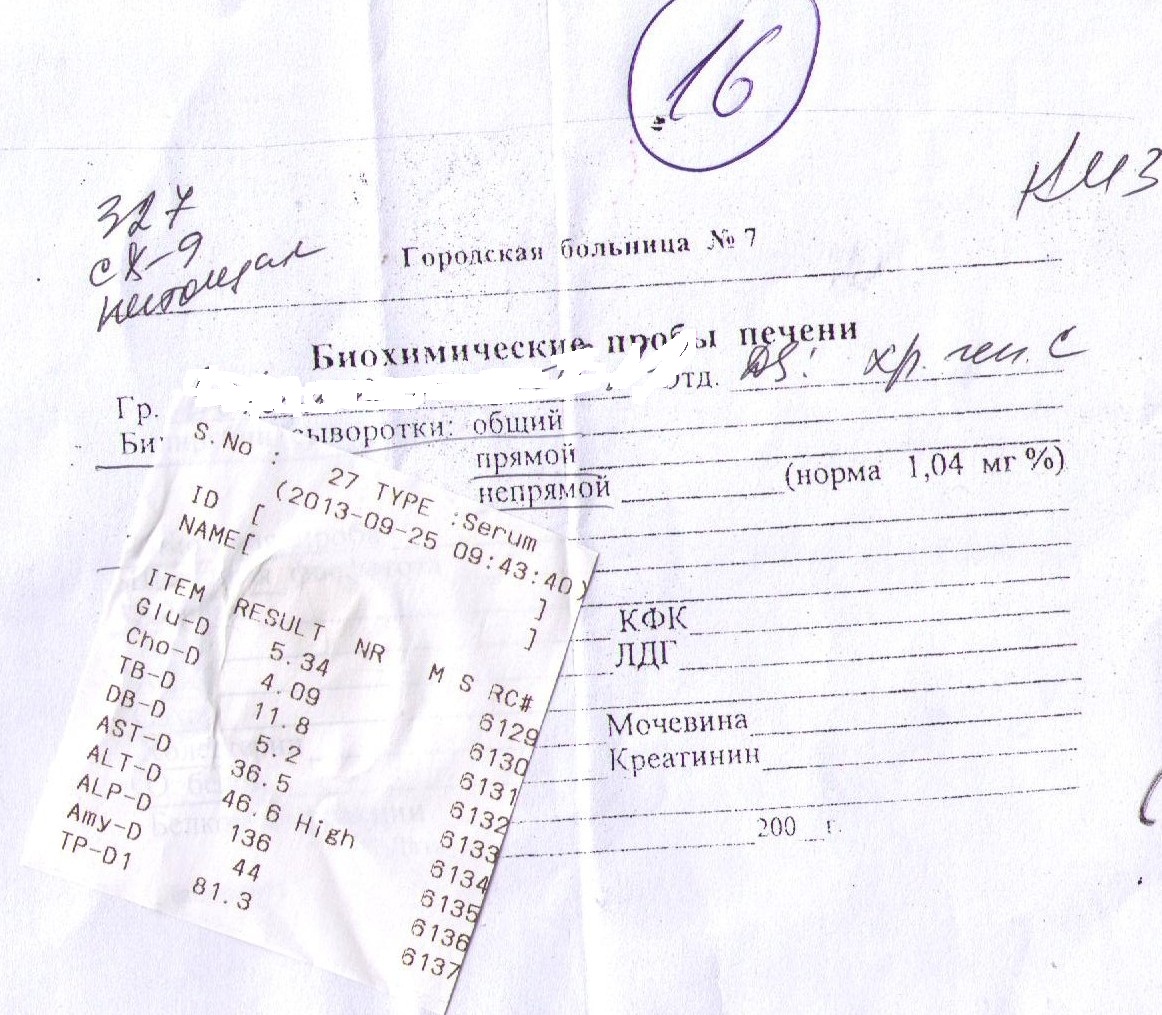 16
327
КИЗ
сх-9
натощак
Городская больница № 7
Биохимические пробы печени
Гр. отд. DS: хр. геп. С
сыворотки: общий
прямой
непрямой (норма 1,04 мг %)
КФК
ЛДГ
Мочевина
Креатинин
200 г.
S.No : 27 TYPE :Serum
(2013-09-25 09:43:40)
ID [ ]
NAME[ ]
ITEM RESULT NR M S RC#
Glu-D 5.34 6129
Cho-D 4.09 6130
TB-D 11.8 6131
DB-D 5.2 6132
AST-D 36.5 6133
ALT-D 46.6 High 6134
ALP-D 136 6135
Amy-D 44 6136
TP-D1 81.3 6137